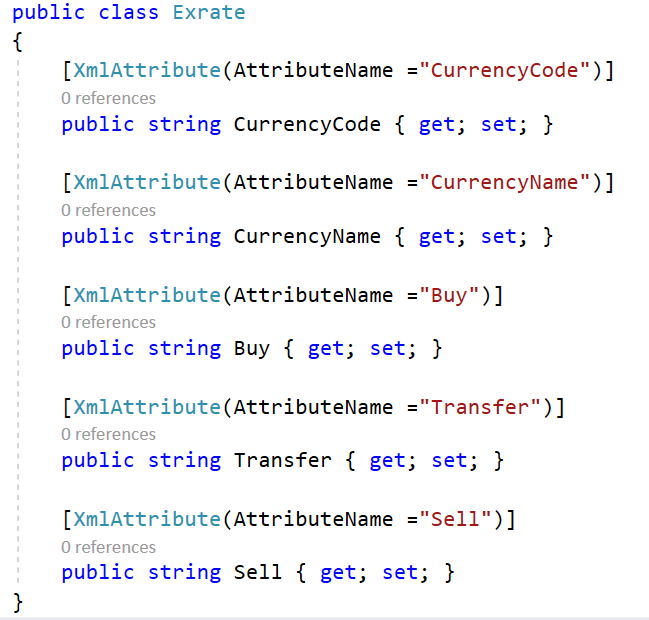 public class Exrate
{
[XmlAttribute(AttributeName ="CurrencyCode")]
0 references
public string CurrencyCode { get; set; }
[XmlAttribute(AttributeName ="CurrencyName")]
0 references
public string CurrencyName { get; set; }
[XmlAttribute(AttributeName ="Buy")]
0 references
public string Buy { get; set; }
[XmlAttribute(AttributeName ="Transfer")]
0 references
public string Transfer { get; set; }
[XmlAttribute(AttributeName ="Sell")]
0 references
public string Sell { get; set; }
}